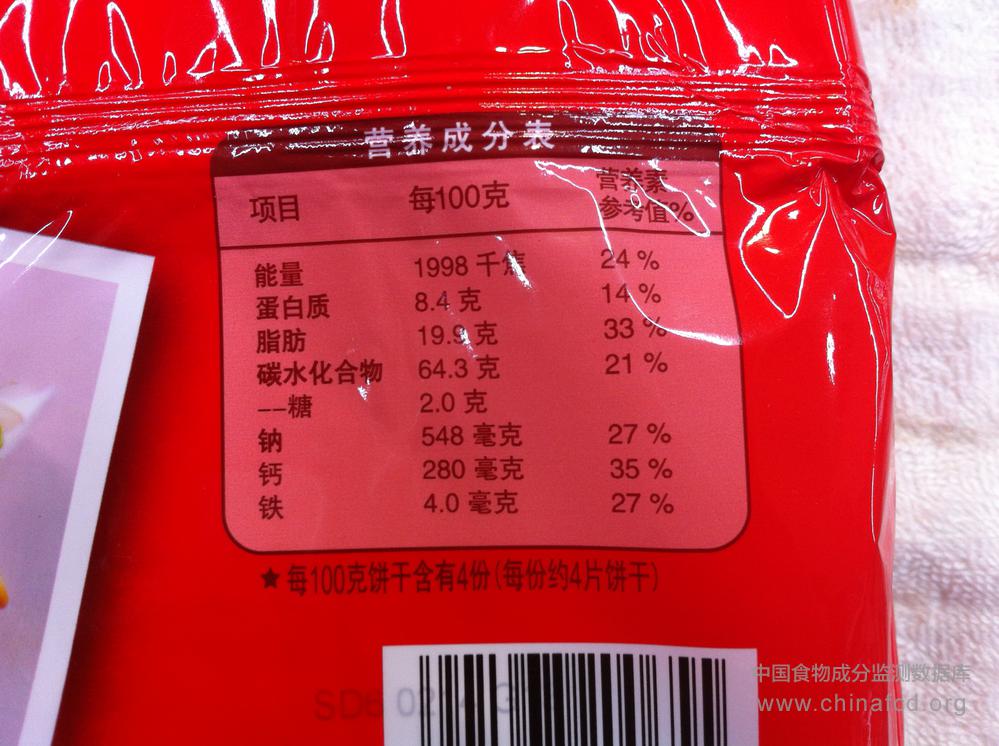 营养成分表
项目 每100克 营养素参考值%
能量 1998 千焦 24 %
蛋白质 8.4 克 14 %
脂肪 19.9 克 33 %
碳水化合物 64.3 克 21 %
--糖 2.0 克
钠 548 毫克 27 %
钙 280 毫克 35 %
铁 4.0 毫克 27 %
★ 每100克饼干含有4份(每份约4片饼干)
中国食物成分监测数据库
www.chinafcd.org